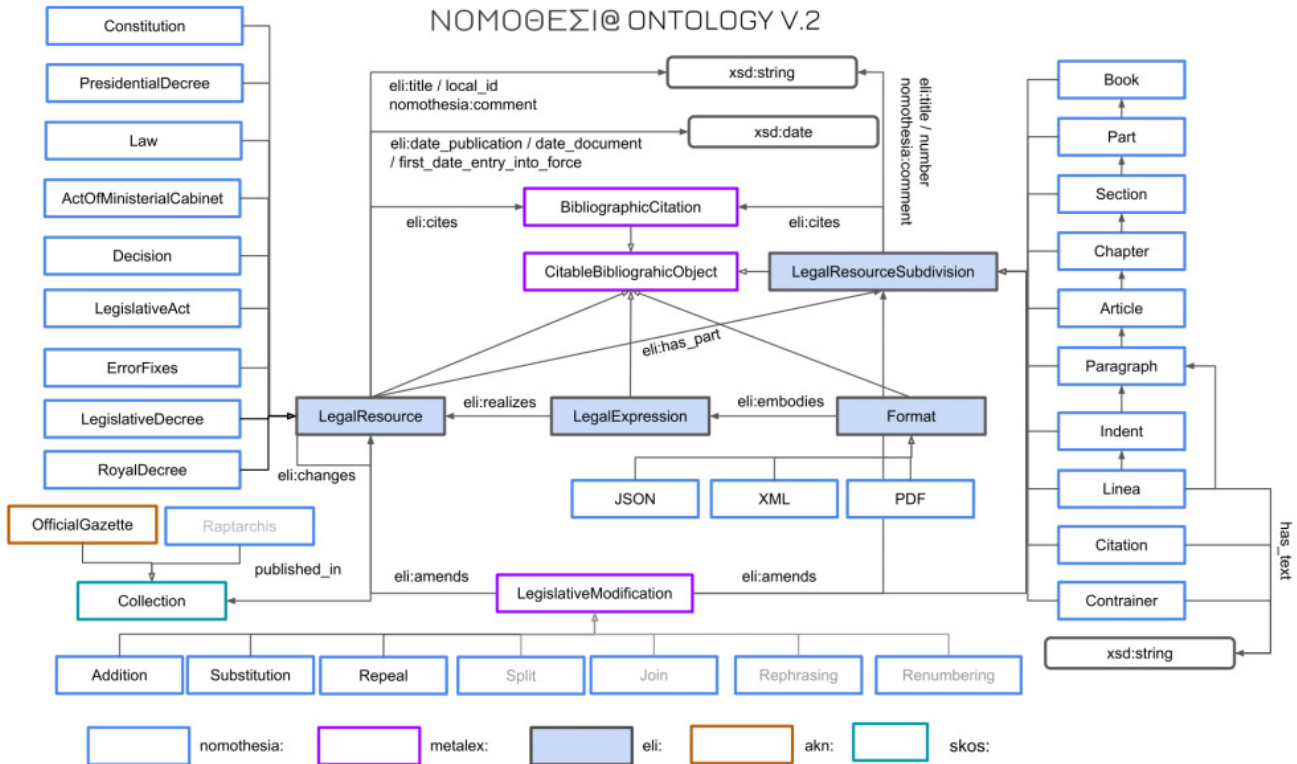 ΝΟΜΟΘΕΣΙ@ ONTOLOGY V.2
Constitution
PresidentialDecree
Law
ActOfMinisterialCabinet
Decision
LegislativeAct
ErrorFixes
LegislativeDecree
RoyalDecree
OfficialGazette
Raptarchis
Collection
published_in
xsd:string
eli:title / local_id
nomothesia:comment
xsd:date
eli:date_publication / date_document
/ first_date_entry_into_force
eli:title / number
nomothesia:comment
BibliographicCitation
eli:cites
eli:cites
CitableBibliograhicObject
LegalResourceSubdivision
eli:has_part
LegalResource
eli:realizes
LegalExpression
eli:embodies
Format
eli:changes
JSON
XML
PDF
eli:amends
LegislativeModification
eli:amends
Addition
Substitution
Repeal
Split
Join
Rephrasing
Renumbering
Book
Part
Section
Chapter
Article
Paragraph
Indent
Linea
Citation
Contrainer
has_text
xsd:string
nomothesia:
metalex:
eli:
akn:
skos: